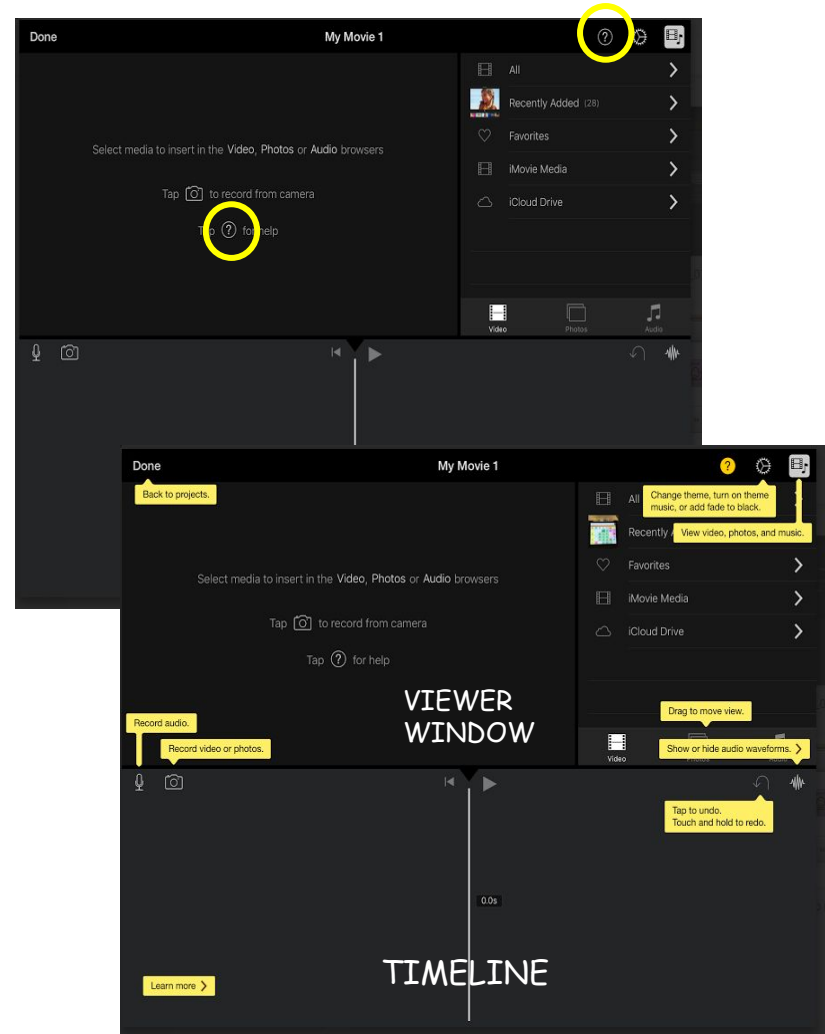 Done
My Movie 1
?
All
Recently Added (28)
Favorites
iMovie Media
iCloud Drive
Select media to insert in the Video, Photos or Audio browsers
Tap to record from camera
Tap ? for help
Video
Photos
Audio
Done
My Movie 1
?
Back to projects.
All
Change theme, turn on theme
music, or add fade to black.
Recently
View video, photos, and music.
Favorites
iMovie Media
iCloud Drive
Select media to insert in the Video, Photos or Audio browsers
Tap to record from camera
Tap ? for help
VIEWER
WINDOW
Record audio.
Record video or photos.
Drag to move view.
Show or hide audio waveforms.
Video
Photos
Audio
Tap to undo.
Touch and hold to redo.
0.0s
TIMELINE
Learn more